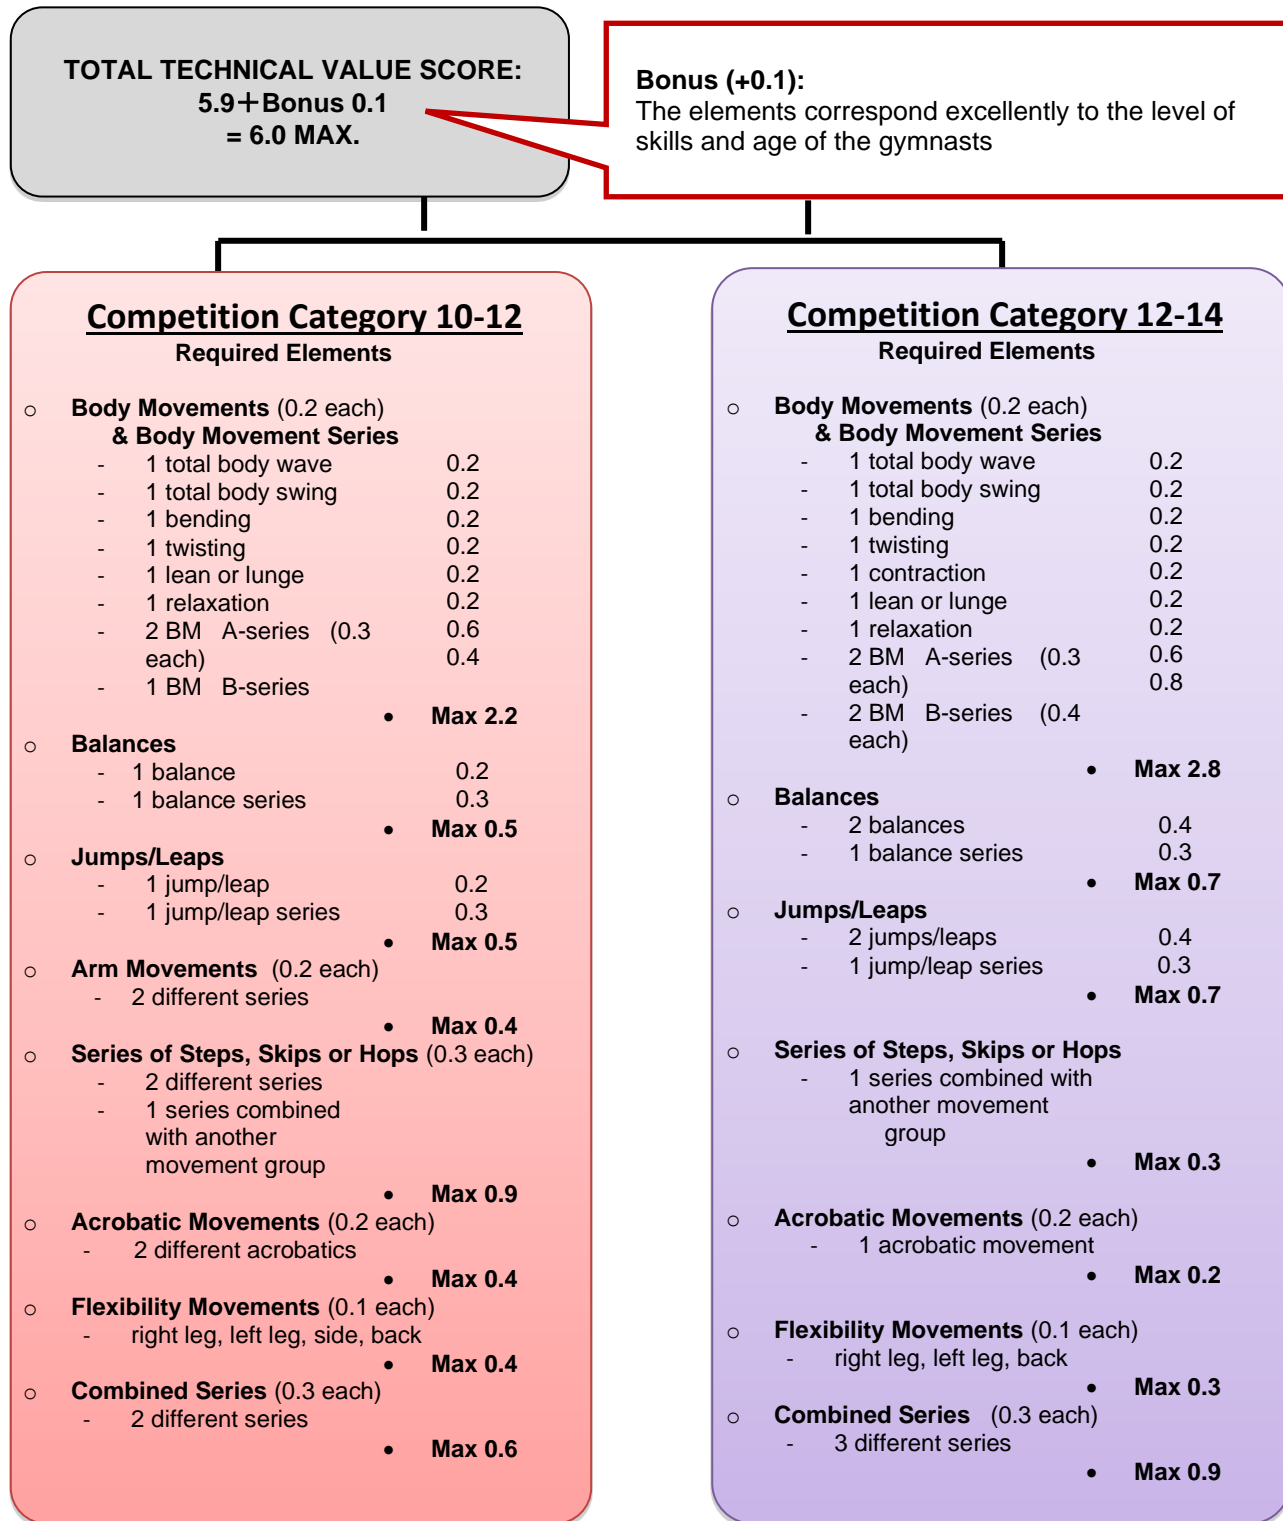 TOTAL TECHNICAL VALUE SCORE:
5.9＋Bonus 0.1
= 6.0 MAX.
Bonus (+0.1):
The elements correspond excellently to the level of
skills and age of the gymnasts
Competition Category 10-12
Required Elements
o Body Movements (0.2 each)
& Body Movement Series
- 1 total body wave 0.2
- 1 total body swing 0.2
- 1 bending 0.2
- 1 twisting 0.2
- 1 lean or lunge 0.2
- 1 relaxation 0.2
- 2 BM A-series (0.3 0.6
each) 0.4
- 1 BM B-series
• Max 2.2
o Balances
- 1 balance 0.2
- 1 balance series 0.3
• Max 0.5
o Jumps/Leaps
- 1 jump/leap 0.2
- 1 jump/leap series 0.3
• Max 0.5
o Arm Movements (0.2 each)
- 2 different series
• Max 0.4
o Series of Steps, Skips or Hops (0.3 each)
- 2 different series
- 1 series combined
with another
movement group
• Max 0.9
o Acrobatic Movements (0.2 each)
- 2 different acrobatics
• Max 0.4
o Flexibility Movements (0.1 each)
- right leg, left leg, side, back
• Max 0.4
o Combined Series (0.3 each)
- 2 different series
• Max 0.6
Competition Category 12-14
Required Elements
o Body Movements (0.2 each)
& Body Movement Series
- 1 total body wave 0.2
- 1 total body swing 0.2
- 1 bending 0.2
- 1 twisting 0.2
- 1 contraction 0.2
- 1 lean or lunge 0.2
- 1 relaxation 0.2
- 2 BM A-series (0.3 0.6
each) 0.8
- 2 BM B-series (0.4
each)
• Max 2.8
o Balances
- 2 balances 0.4
- 1 balance series 0.3
• Max 0.7
o Jumps/Leaps
- 2 jumps/leaps 0.4
- 1 jump/leap series 0.3
• Max 0.7
o Series of Steps, Skips or Hops
- 1 series combined with
another movement
group
• Max 0.3
o Acrobatic Movements (0.2 each)
- 1 acrobatic movement
• Max 0.2
o Flexibility Movements (0.1 each)
- right leg, left leg, back
• Max 0.3
o Combined Series (0.3 each)
- 3 different series
• Max 0.9